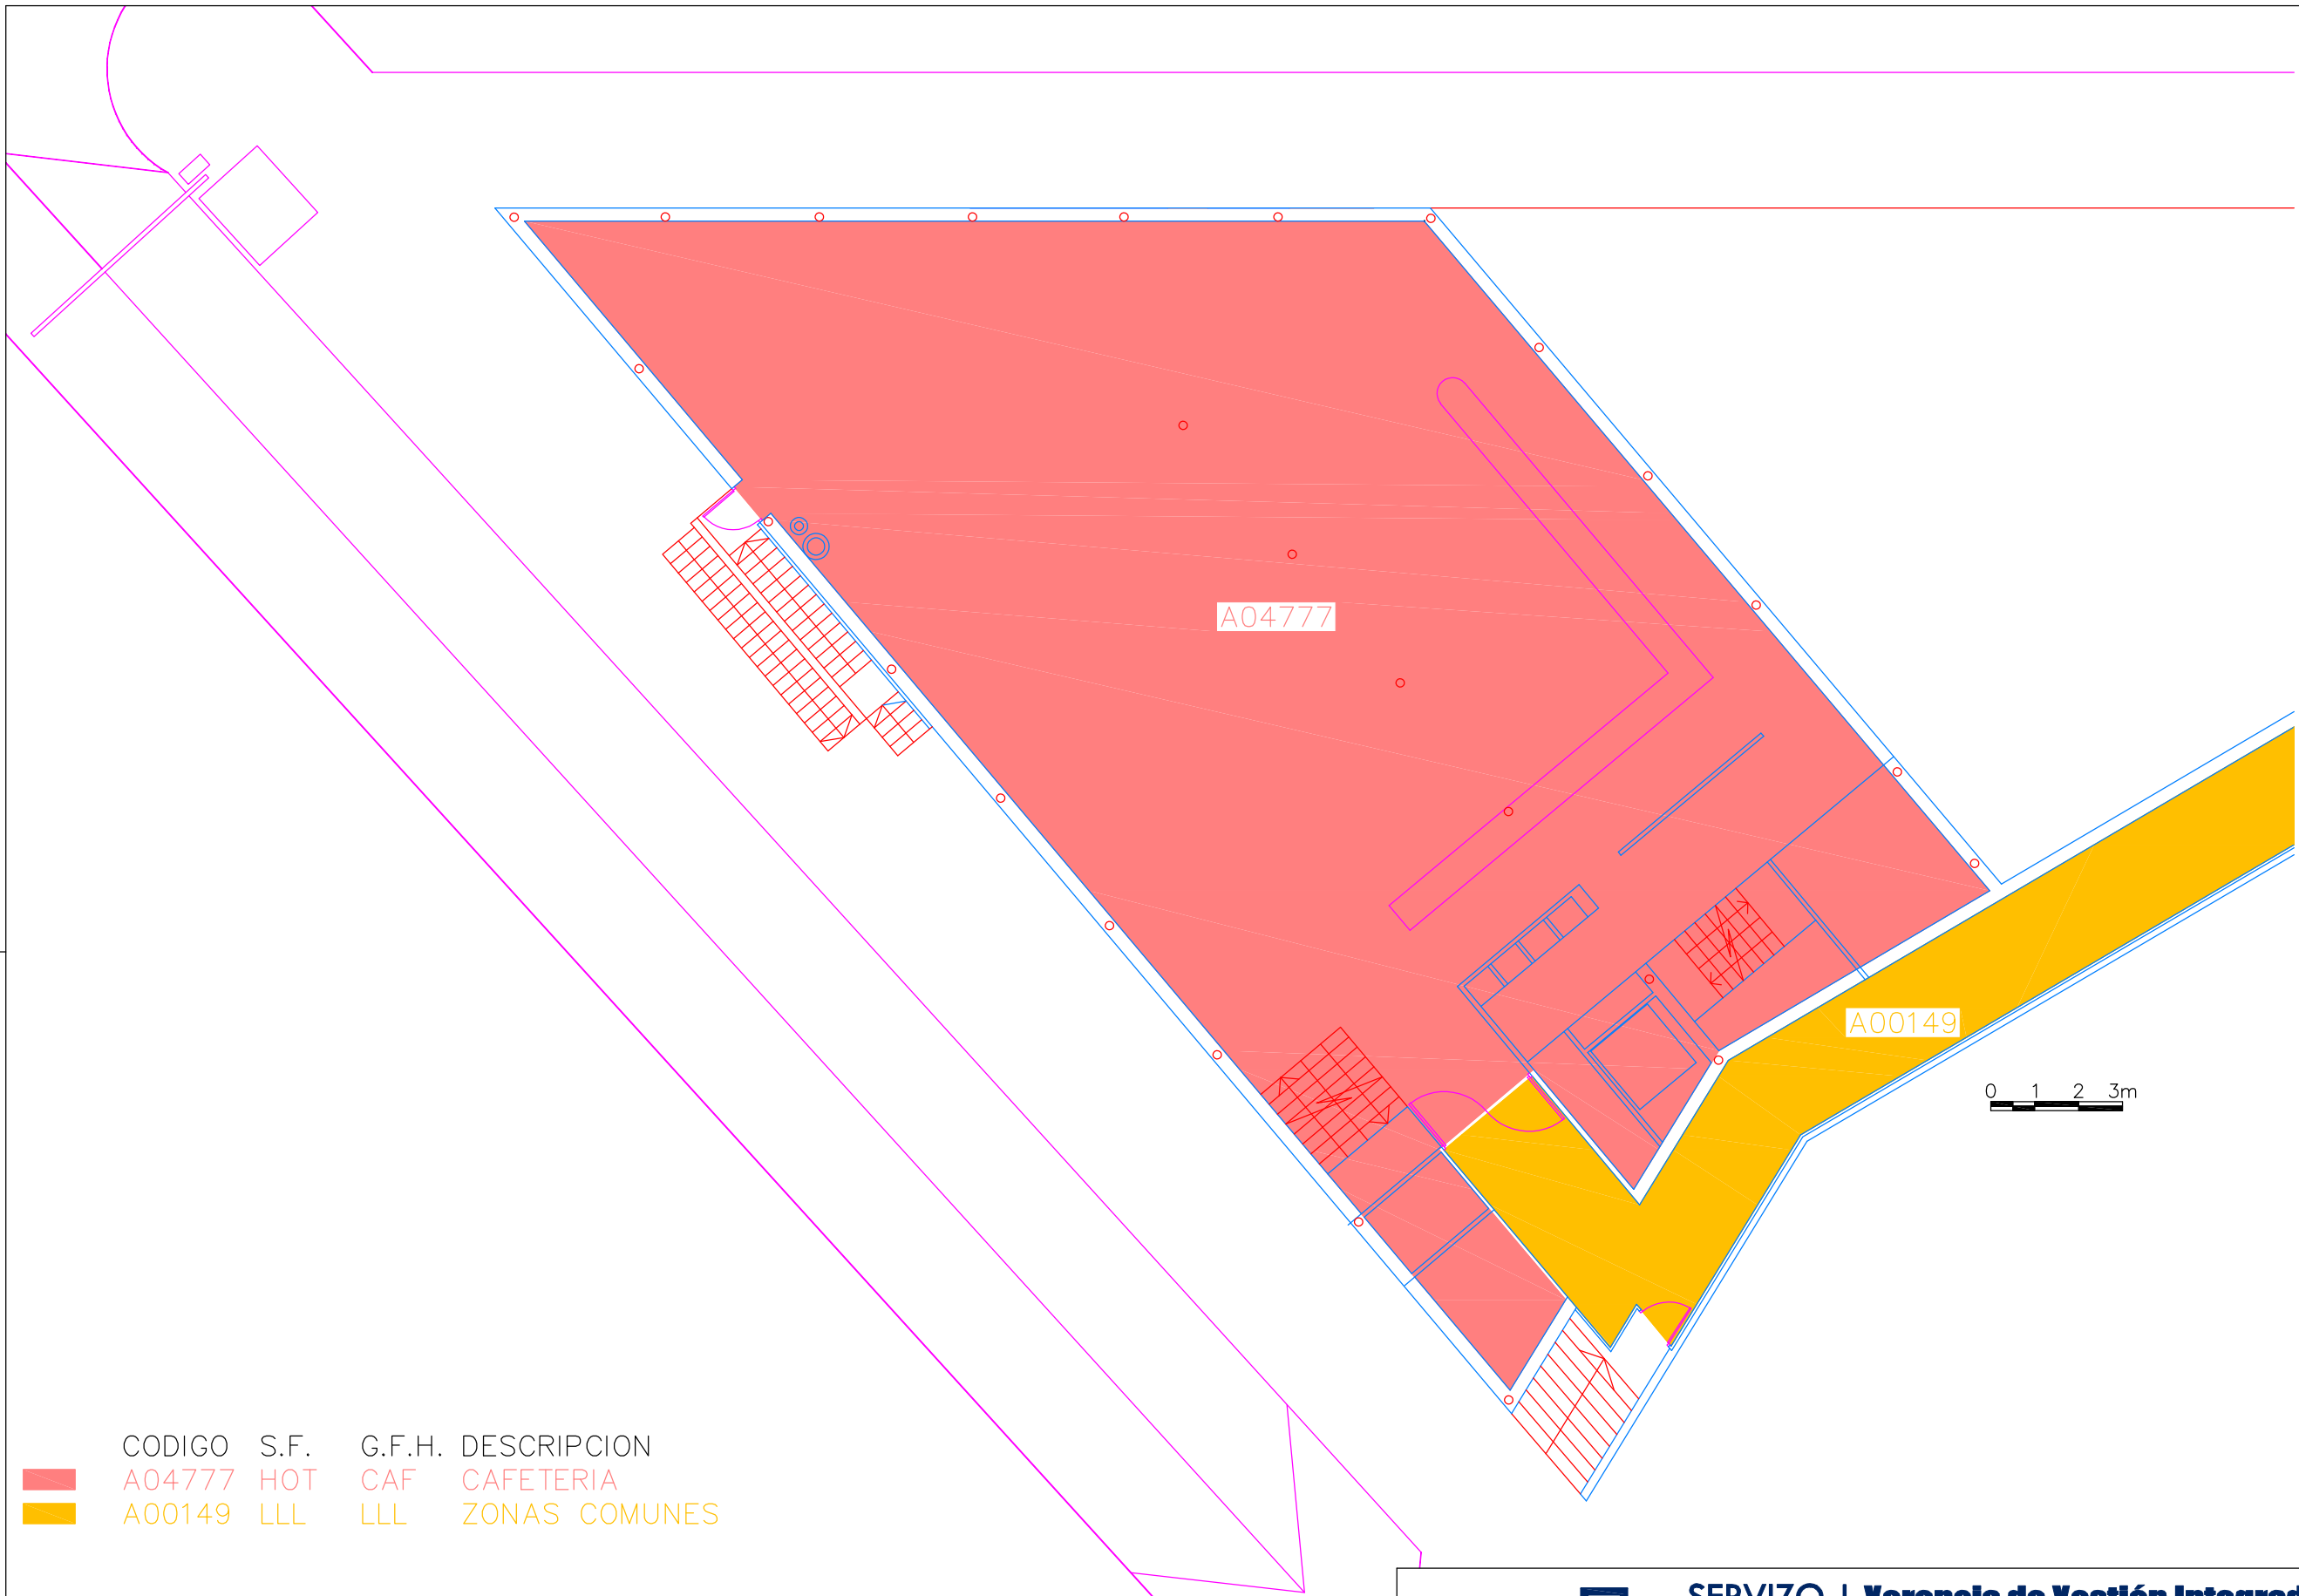 A04777
A00149
0 1 2 3m
CODIGO S.F. G.F.H. DESCRIPCION
A04777 HOT CAF CAFETERIA
A00149 LLL LLL ZONAS COMUNES
SERVIZO